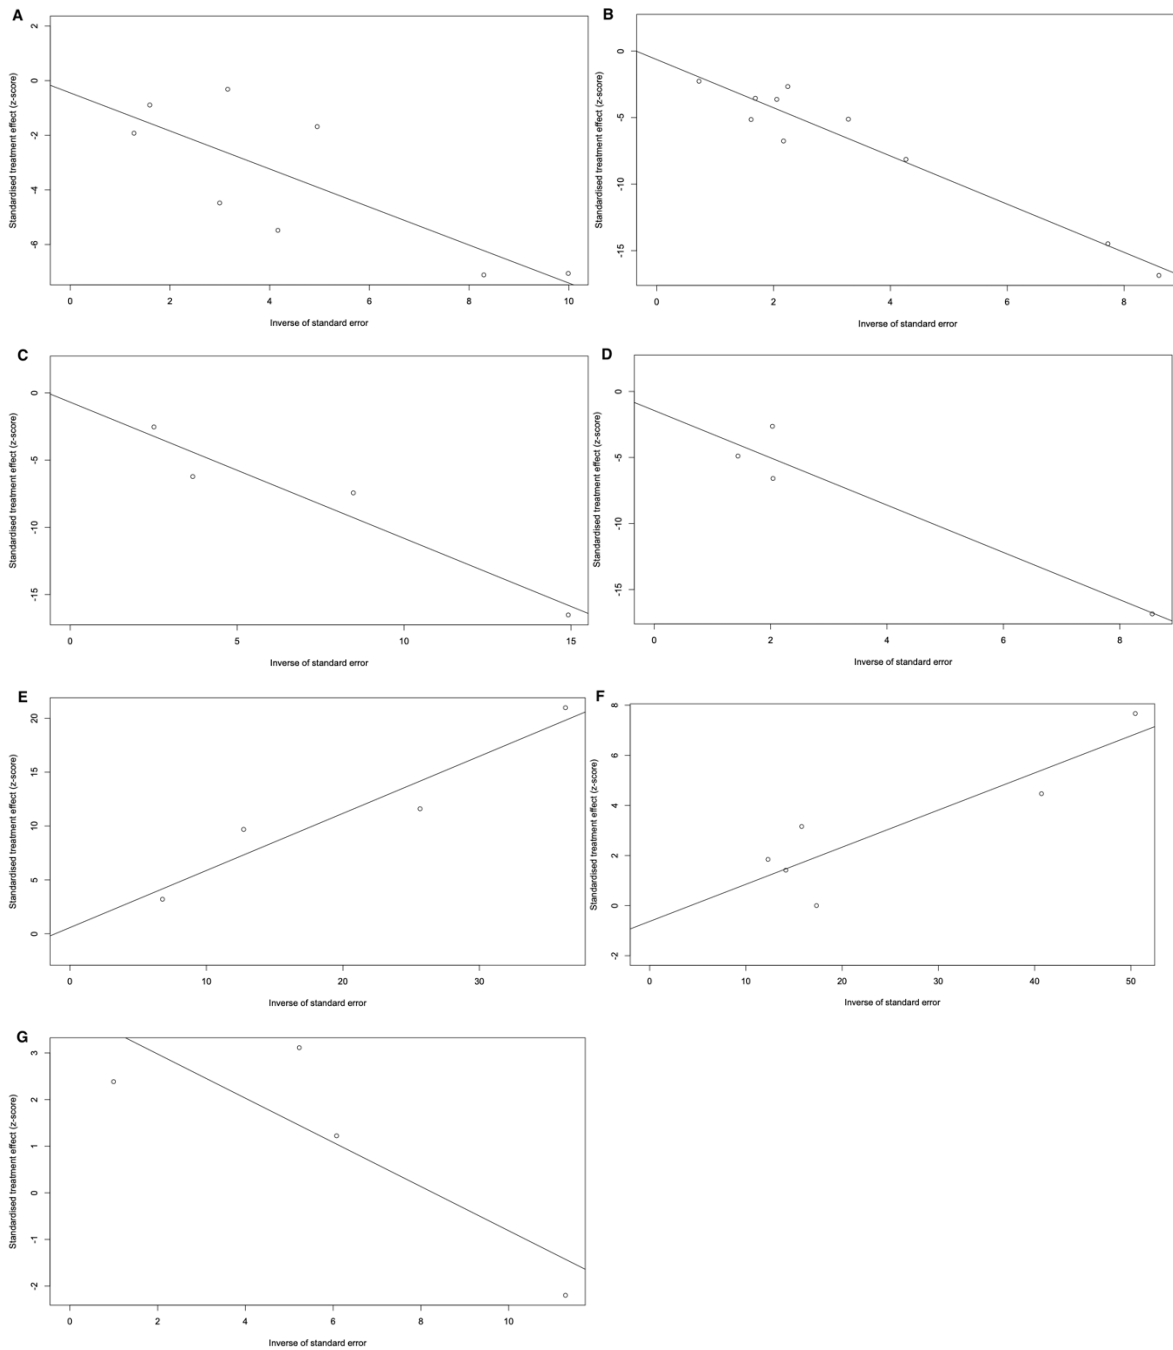 A
Standardised treatment effect (z-score)
2
0
-2
-4
-6
0 2 4 6 8 10
Inverse of standard error
B
Standardised treatment effect (z-score)
0
-5
-10
-15
0 2 4 6 8
Inverse of standard error
C
Standardised treatment effect (z-score)
0
-5
-10
-15
0 5 10 15
Inverse of standard error
D
Standardised treatment effect (z-score)
0
-5
-10
-15
0 2 4 6 8
Inverse of standard error
E
Standardised treatment effect (z-score)
20
15
10
5
0
0 10 20 30
Inverse of standard error
F
Standardised treatment effect (z-score)
8
6
4
2
0
-2
0 10 20 30 40 50
Inverse of standard error
G
Standardised treatment effect (z-score)
3
2
1
0
-1
-2
0 2 4 6 8 10
Inverse of standard error